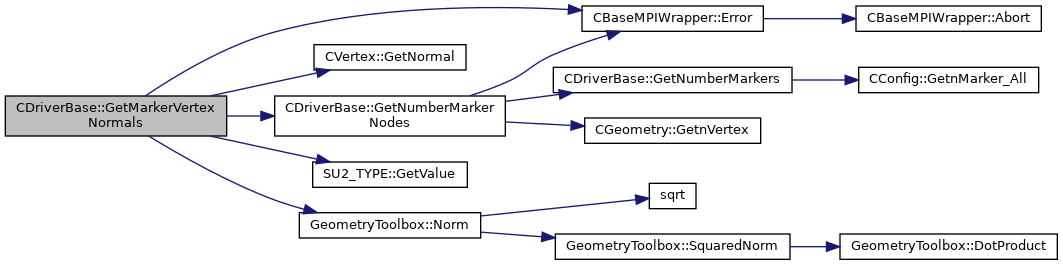 CDriverBase::GetMarkerVertex
Normals
CBaseMPIWrapper::Error
CBaseMPIWrapper::Abort
CVertex::GetNormal
CDriverBase::GetNumberMarker
Nodes
CDriverBase::GetNumberMarkers
CConfig::GetnMarker_All
CGeometry::GetnVertex
SU2_TYPE::GetValue
GeometryToolbox::Norm
sqrt
GeometryToolbox::SquaredNorm
GeometryToolbox::DotProduct